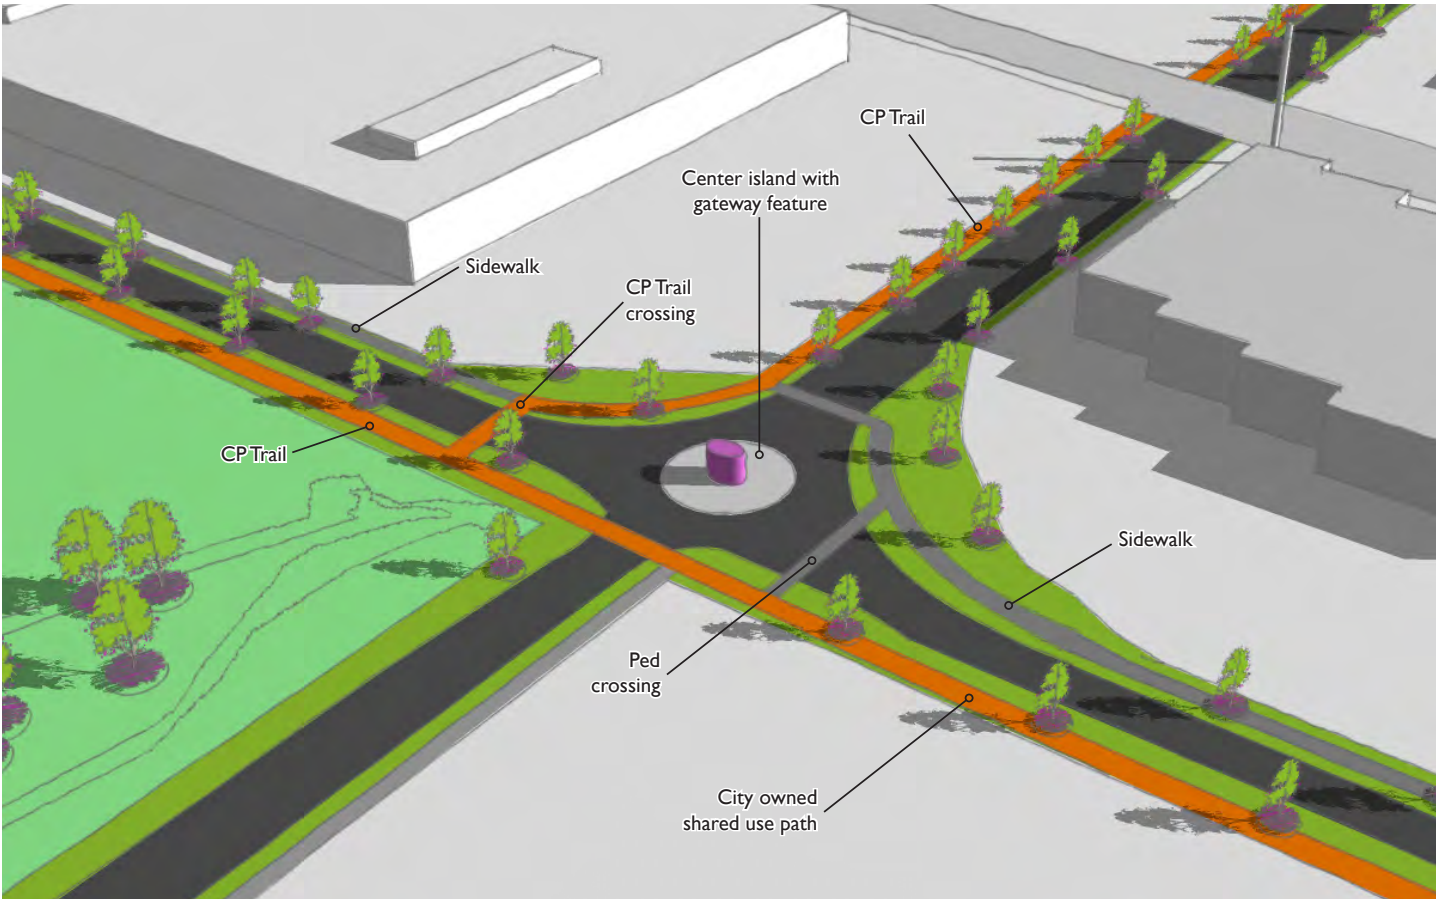 CP Trail
Center island with
gateway feature
Sidewalk
CP Trail
crossing
CP Trail
Sidewalk
Ped
crossing
City owned
shared use path